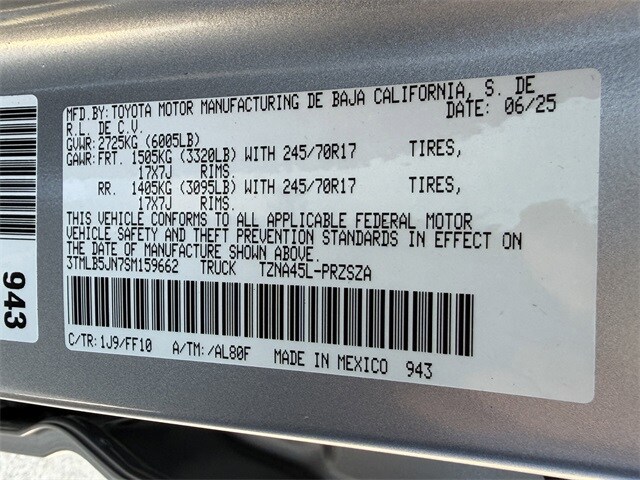 MFD.BY:TOYOTA MOTOR MANUFACTURING DE BAJA CALIFORNIA, S. DE
R.L. DE C.V. DATE: 06/25
GVWR:2725KG (6005LB)
GAWR:FRT. 1505KG (3320LB) WITH 245/70R17 TIRES,
17X7J RIMS.
RR. 1405KG (3095LB) WITH 245/70R17 TIRES,
17X7J RIMS.
THIS VEHICLE CONFORMS TO ALL APPLICABLE FEDERAL MOTOR
VEHICLE SAFETY AND THEFT PREVENTION STANDARDS IN EFFECT ON
THE DATE OF MANUFACTURE SHOWN ABOVE.
3TMLB5JN7SM159662 TRUCK TZNA45L-PRZSZA
C/TR:1J9/FF10 A/TM:/AL80F MADE IN MEXICO 943
943